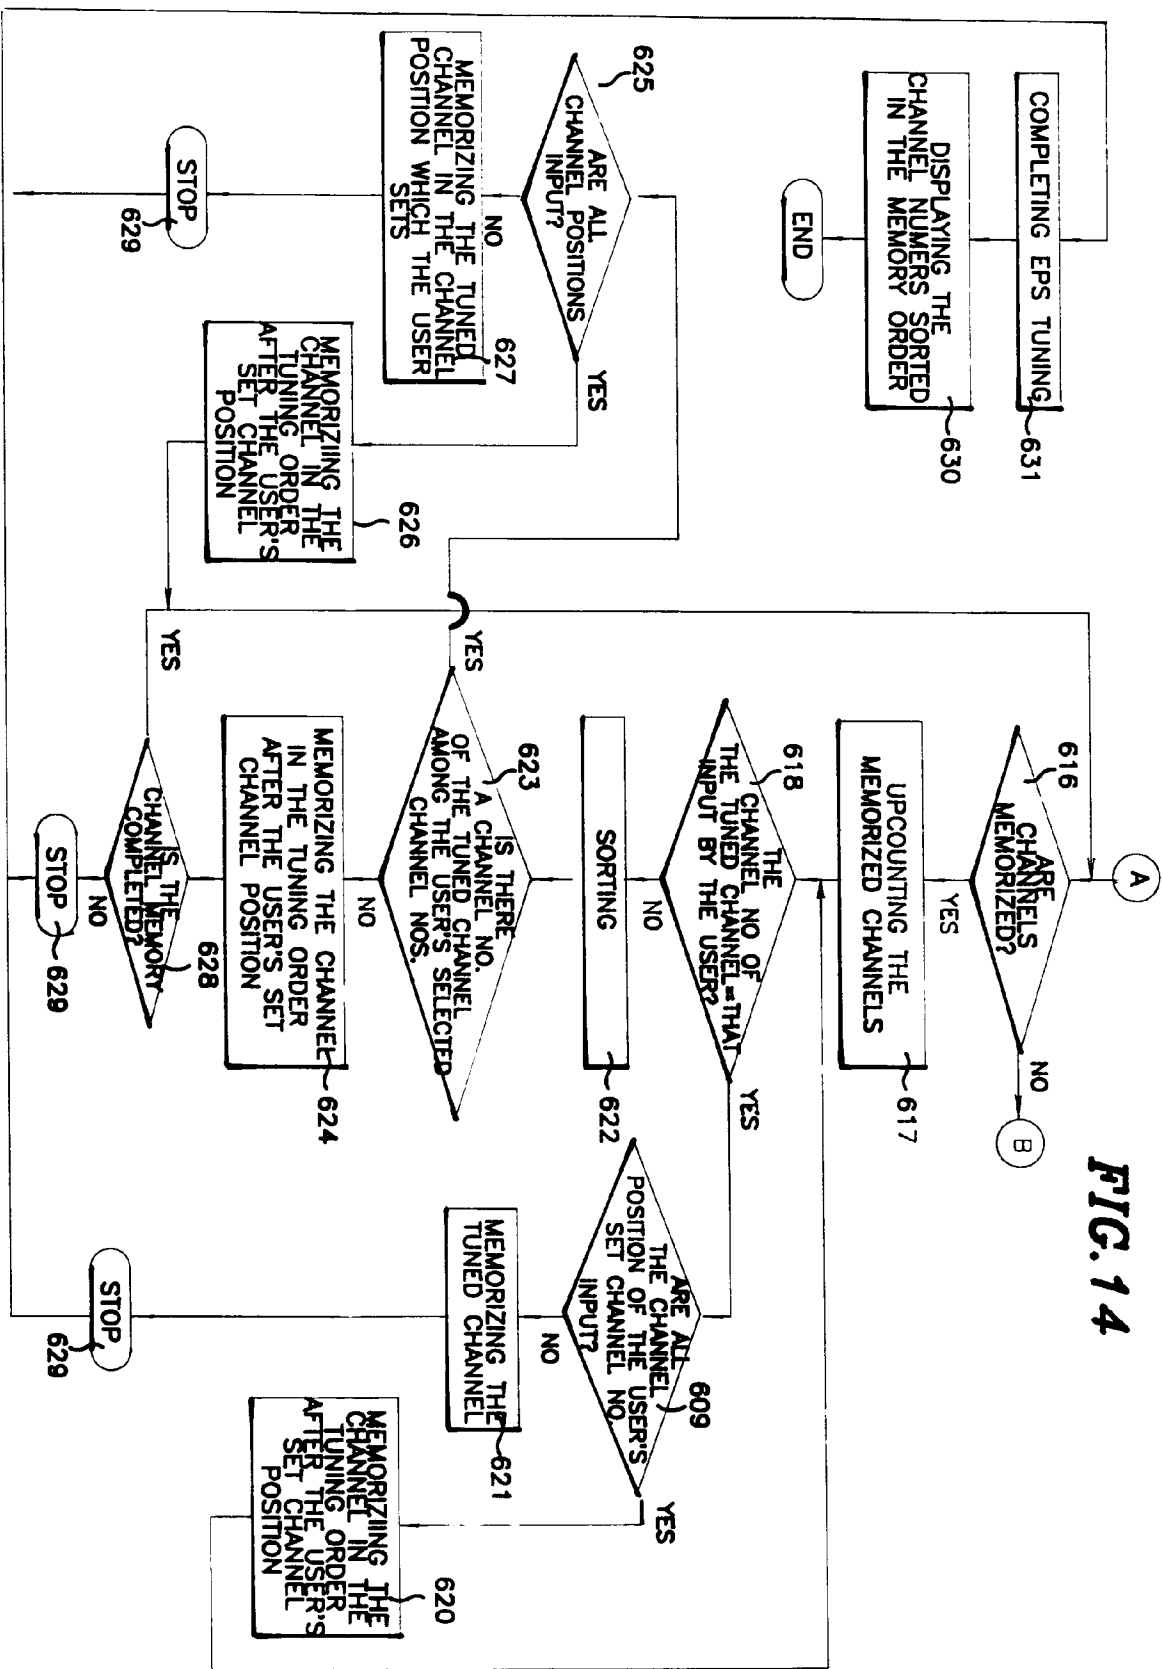 FIG. 14
A
616
ARE
CHANNELS
MEMORIZED?
NO
B
YES
UPCOUNTING THE
MEMORIZED CHANNELS
617
618
THE
CHANNEL NO OF
THE TUNED CHANNEL=THAT
INPUT BY THE USER?
YES
NO
SORTING
622
623
IS THERE
A CHANNEL NO.
OF THE TUNED CHANNEL
AMONG THE USER'S SELECTED
CHANNEL NOS.
YES
NO
MEMORIZING THE CHANNEL
IN THE TUNING ORDER
AFTER THE USER'S SET
CHANNEL POSITION
624
IS
CHANNEL THE MEMORY
COMPLETED?
628
YES
NO
STOP
629
ARE ALL
THE CHANNEL
POSITION OF THE USER'S
SET CHANNEL NO.
INPUT?
609
YES
NO
MEMORIZING THE
TUNED CHANNEL
621
STOP
629
MEMORIZIING THE
CHANNEL IN THE
TUNING ORDER
AFTER THE USER'S
SET CHANNEL
POSITION
620
COMPLETING EPS TUNING
631
DISPLAYING THE
CHANNEL NUMERS SORTED
IN THE MEMORY ORDER
630
END
625
ARE ALL
CHANNEL POSITIONS
INPUT?
YES
NO
MEMORIZING THE TUNED
CHANNEL IN THE CHANNEL
POSITION WHICH THE USER
SETS
627
STOP
629
MEMORIZIING THE
CHANNEL IN THE
TUNING ORDER
AFTER THE USER'S
SET CHANNEL
POSITION
626